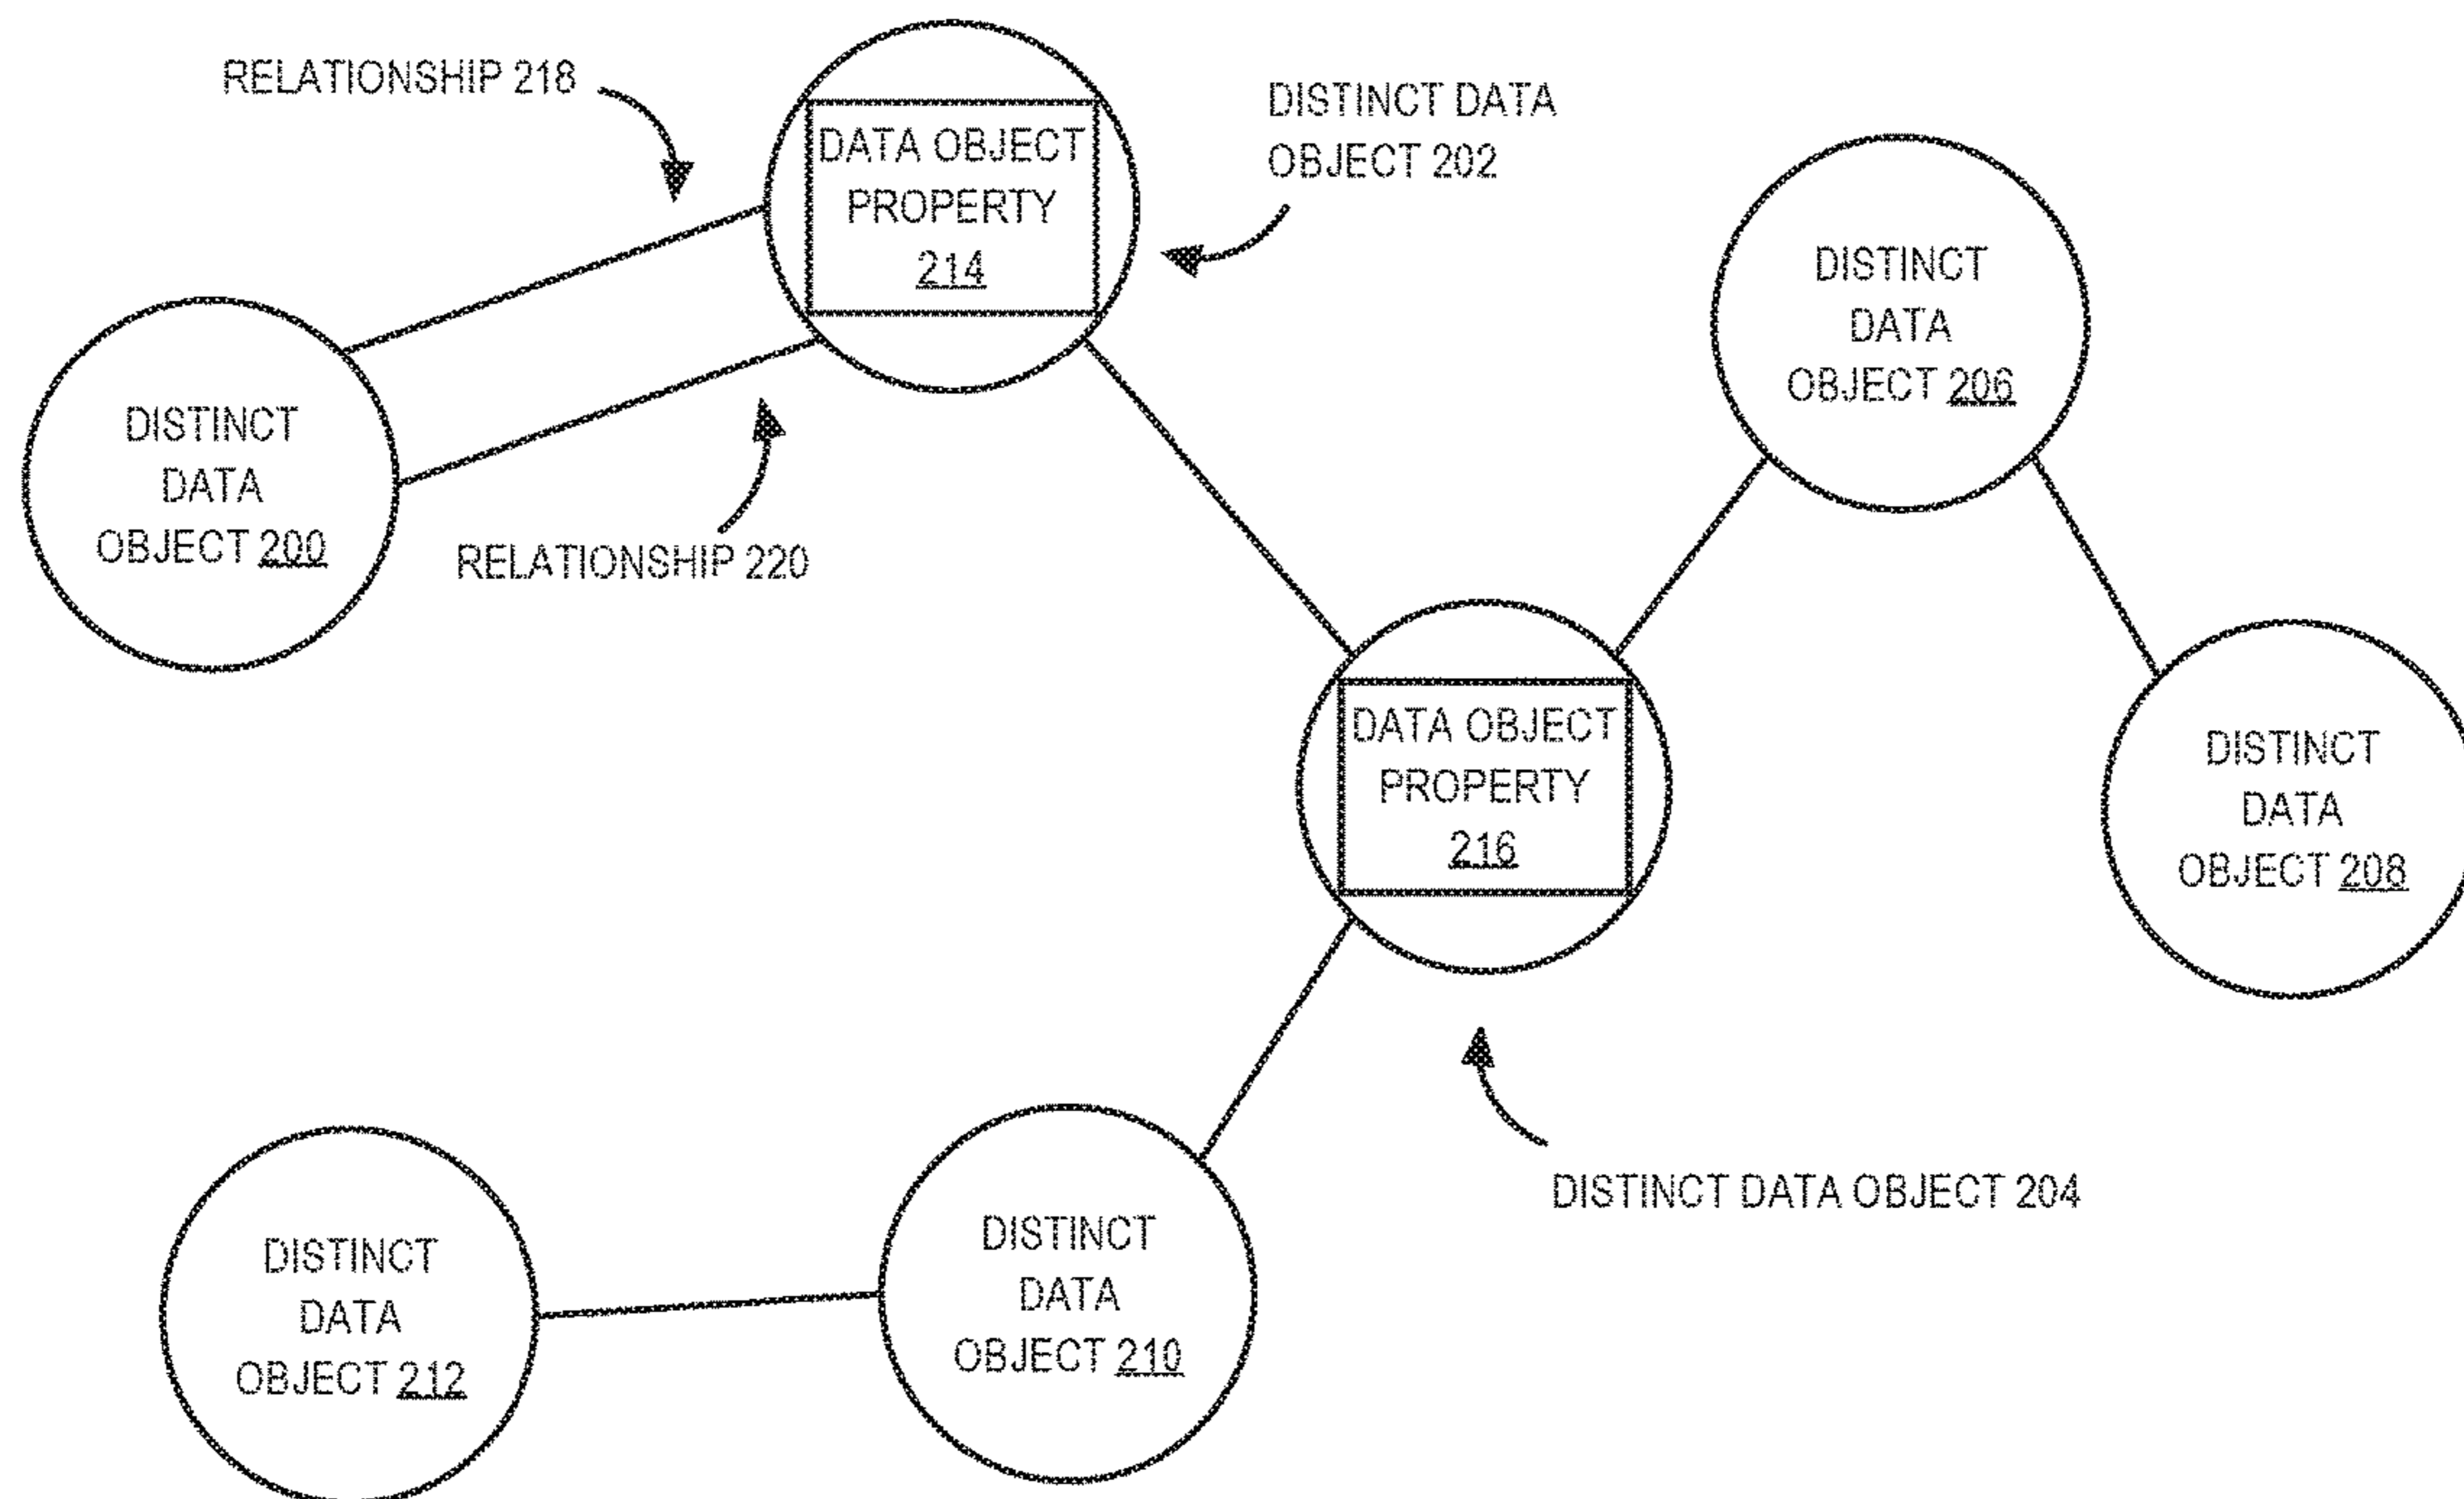 RELATIONSHIP 218
DATA OBJECT
PROPERTY
214
DISTINCT DATA
OBJECT 202
DISTINCT
DATA
OBJECT 206
DISTINCT
DATA
OBJECT 200
RELATIONSHIP 220
DATA OBJECT
PROPERTY
216
DISTINCT
DATA
OBJECT 208
DISTINCT DATA OBJECT 204
DISTINCT
DATA
OBJECT 210
DISTINCT
DATA
OBJECT 212